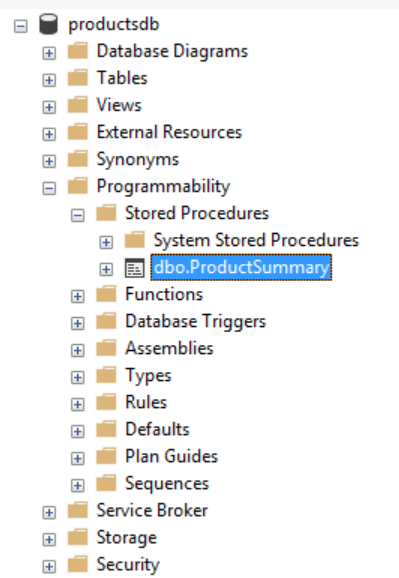 productsdb
Database Diagrams
Tables
Views
External Resources
Synonyms
Programmability
Stored Procedures
System Stored Procedures
dbo.ProductSummary
Functions
Database Triggers
Assemblies
Types
Rules
Defaults
Plan Guides
Sequences
Service Broker
Storage
Security